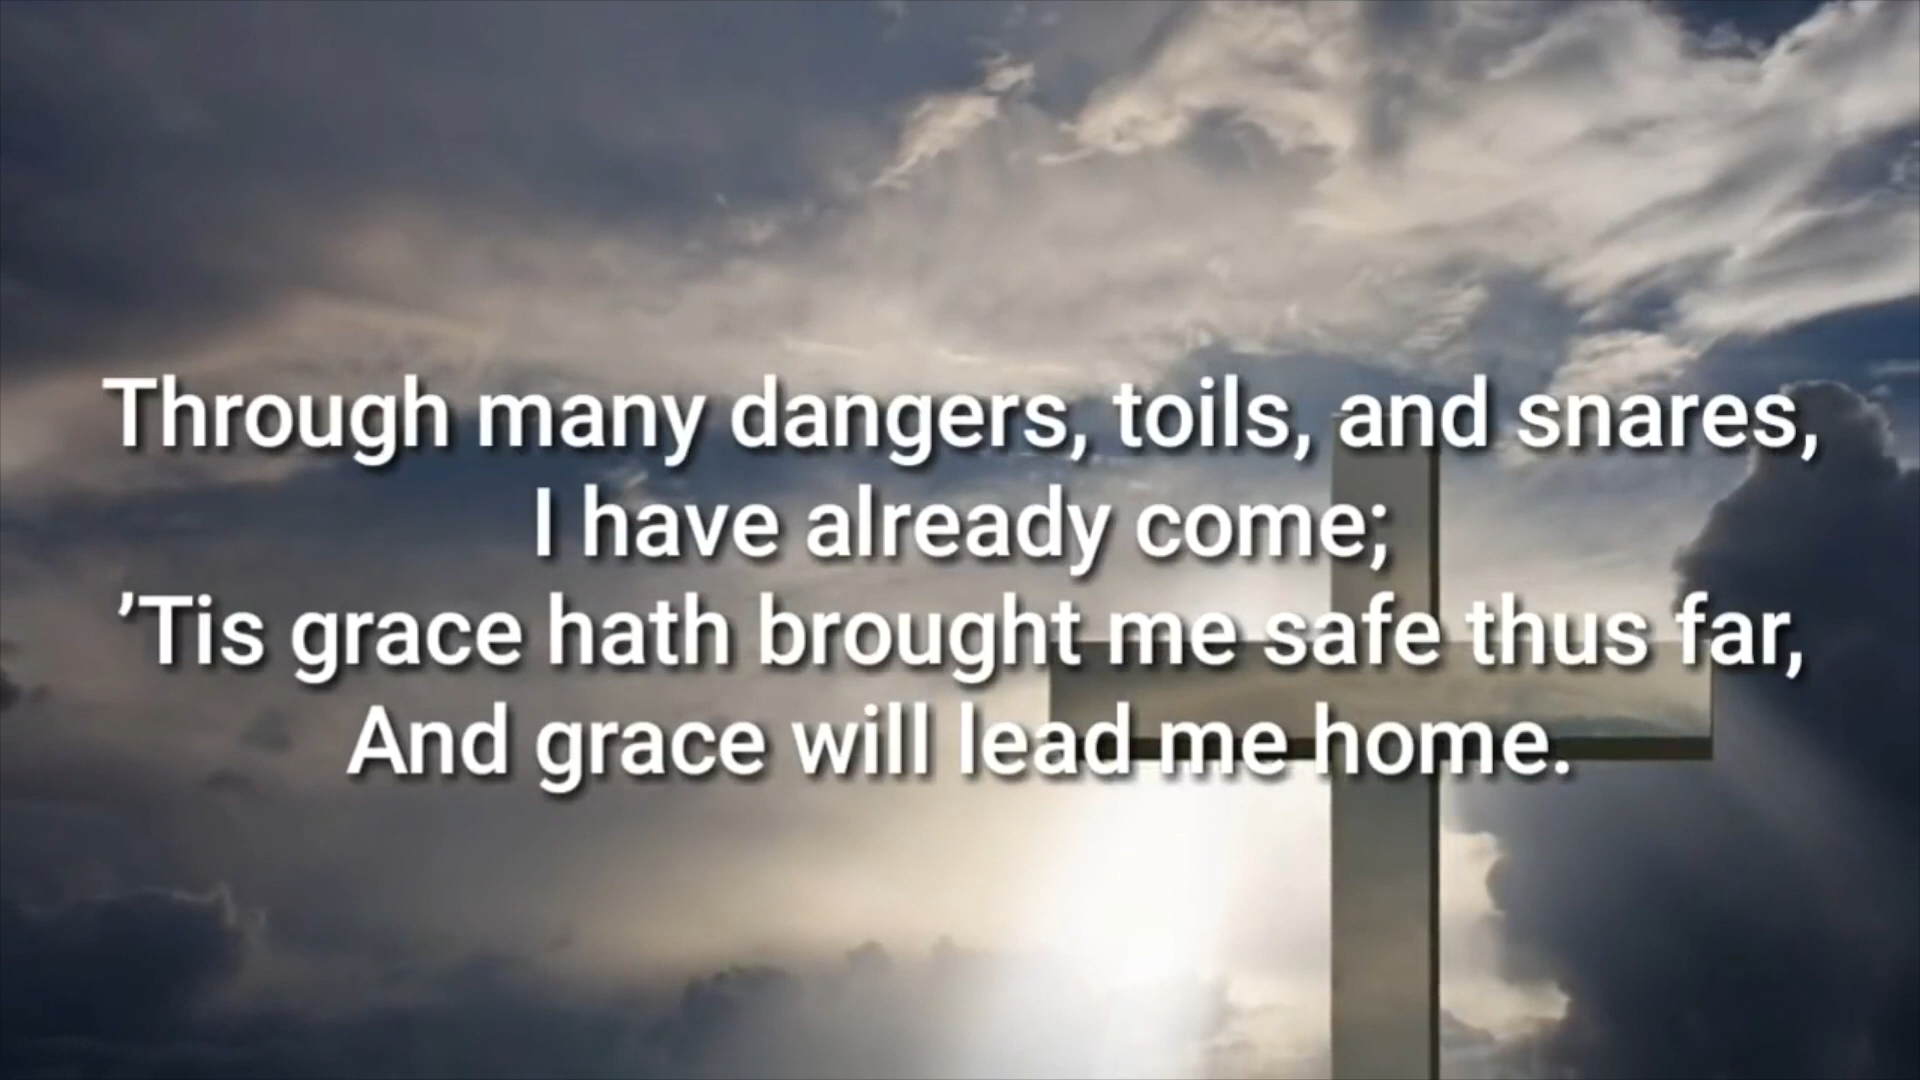 Through many dangers, toils, and snares,
I have already come;
’Tis grace hath brought me safe thus far,
And grace will lead me home.